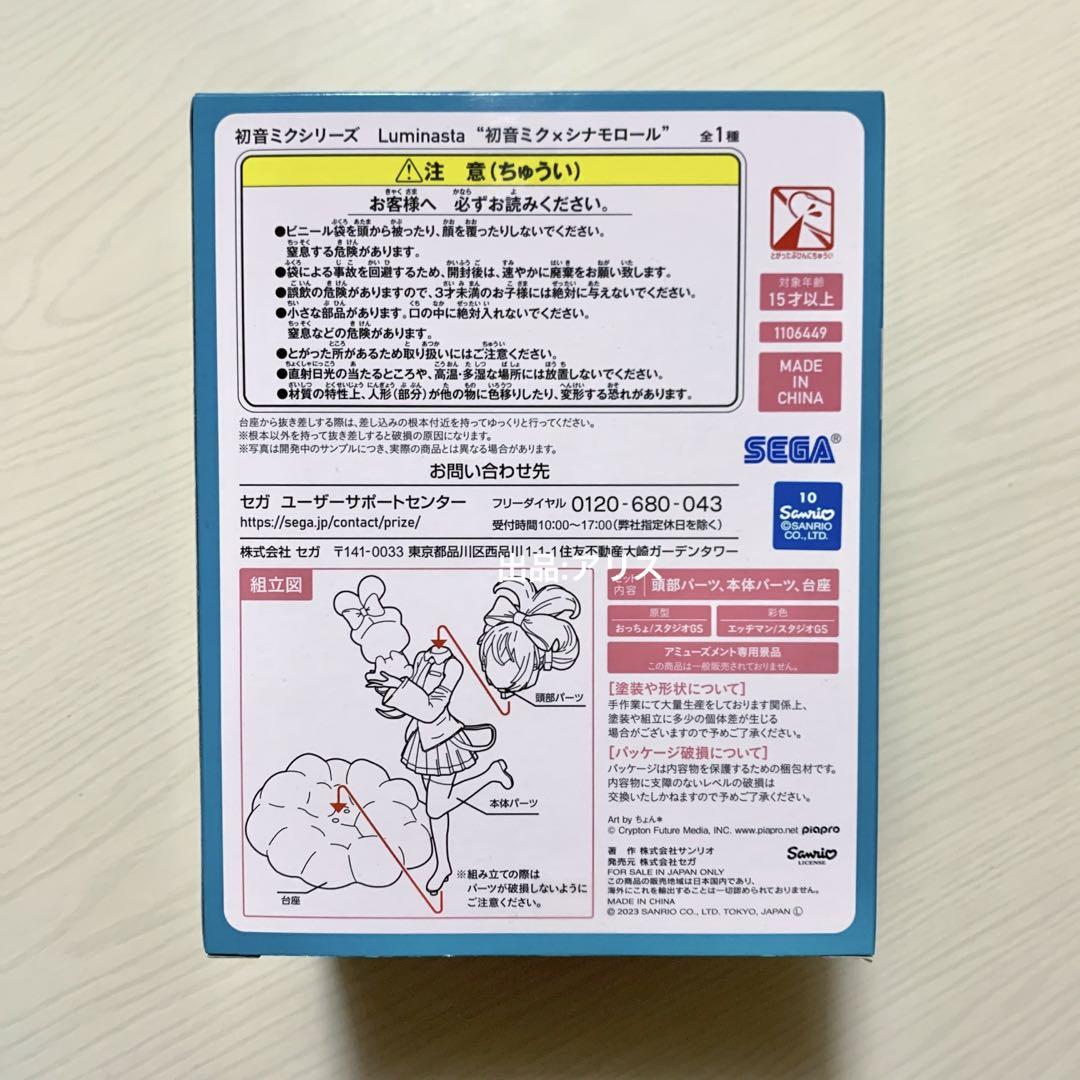 初音ミクシリーズ Luminasta “初音ミク×シナモロール” 全1種
注 意(ちゅうい)
お客様へ 必ずお読みください。
●ビニール袋を頭から被ったり、顔を覆ったりしないでください。
窒息する危険があります。
●袋による事故を回避するため、開封後は、速やかに廃棄をお願い致します。
●誤飲の危険がありますので、3才未満のお子様には絶対に与えないでください。
●小さな部品があります。口の中に絶対入れないでください。
窒息などの危険があります。
●とがった所があるため取り扱いにはご注意ください。
●直射日光の当たるところや、高温・多湿な場所には放置しないでください。
●材質の特性上、人形(部分)が他の物に色移りしたり、変形する恐れがあります。
とがったぶひんにちゅうい
対象年齢
15才以上
1106449
MADE
IN
CHINA
台座から抜き差しする際は、差し込みの根本付近を持ってゆっくりと行ってください。
※根本以外を持って抜き差しすると破損の原因になります。
※写真は開発中のサンプルにつき、実際の商品とは異なる場合があります。
SEGA®
お問い合わせ先
セガ ユーザーサポートセンター フリーダイヤル 0120-680-043
https://sega.jp/contact/prize/ 受付時間10:00〜17:00(弊社指定休日を除く)
10
Sanrio
©SANRIO
CO., LTD.
株式会社 セガ 〒141-0033 東京都品川区西品川1-1-1住友不動産大崎ガーデンタワー
出品:アリス
組立図
頭部パーツ
本体パーツ
台座
※組み立ての際は
パーツが破損しないように
ご注意ください。
セット内容 頭部パーツ、本体パーツ、台座
原型
おっちょ/スタジオGS
彩色
エッヂマン/スタジオGS
アミューズメント専用景品
この商品は一般販売されておりません。
[塗装や形状について]
手作業にて大量生産をしております関係上、
塗装や組立に多少の個体差が生じる
場合がございますので予めご了承ください。
[パッケージ破損について]
パッケージは内容物を保護するための梱包材です。
内容物に支障のないレベルの破損は
交換いたしかねますので予めご了承ください。
Art by ちょん＊
© Crypton Future Media, INC. www.piapro.net piapro
著 作 株式会社サンリオ
発売元 株式会社セガ
Sanrio
LICENSE
FOR SALE IN JAPAN ONLY
この商品の販売地域は日本国内であり、
海外にこれを輸出することは一切認められておりません。
MADE IN CHINA
© 2023 SANRIO CO., LTD. TOKYO, JAPAN Ⓛ